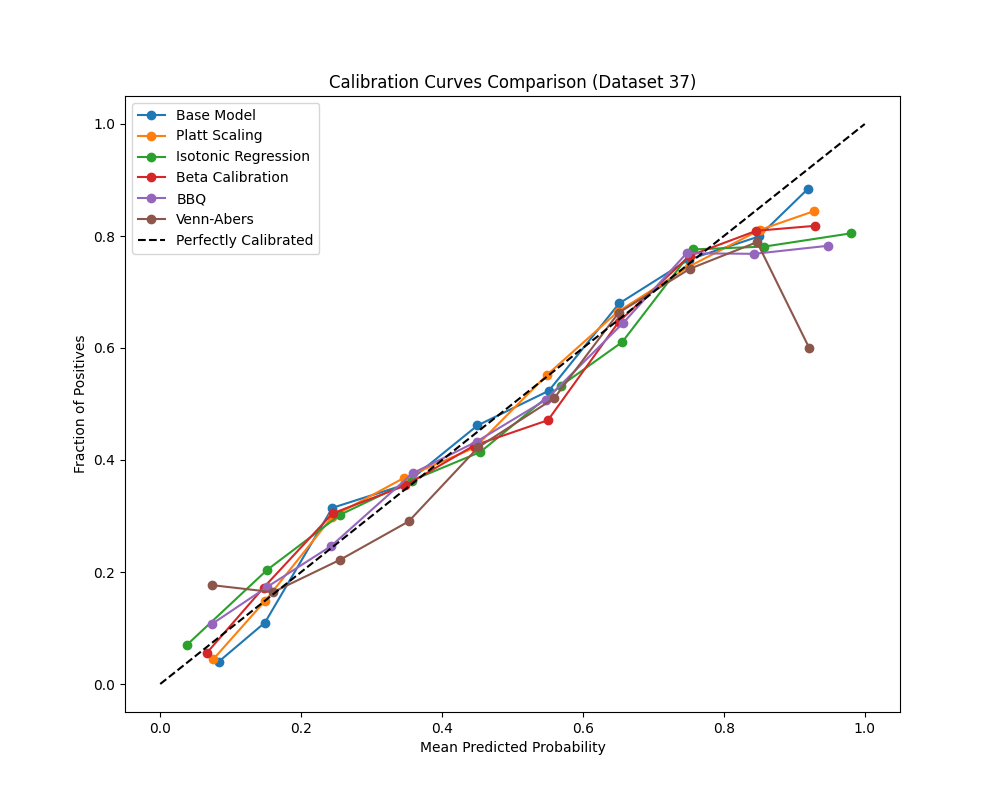 Calibration Curves Comparison (Dataset 37)
Base Model
Platt Scaling
Isotonic Regression
Beta Calibration
BBQ
Venn-Abers
Perfectly Calibrated
Fraction of Positives
1.0
0.8
0.6
0.4
0.2
0.0
0.0 0.2 0.4 0.6 0.8 1.0
Mean Predicted Probability